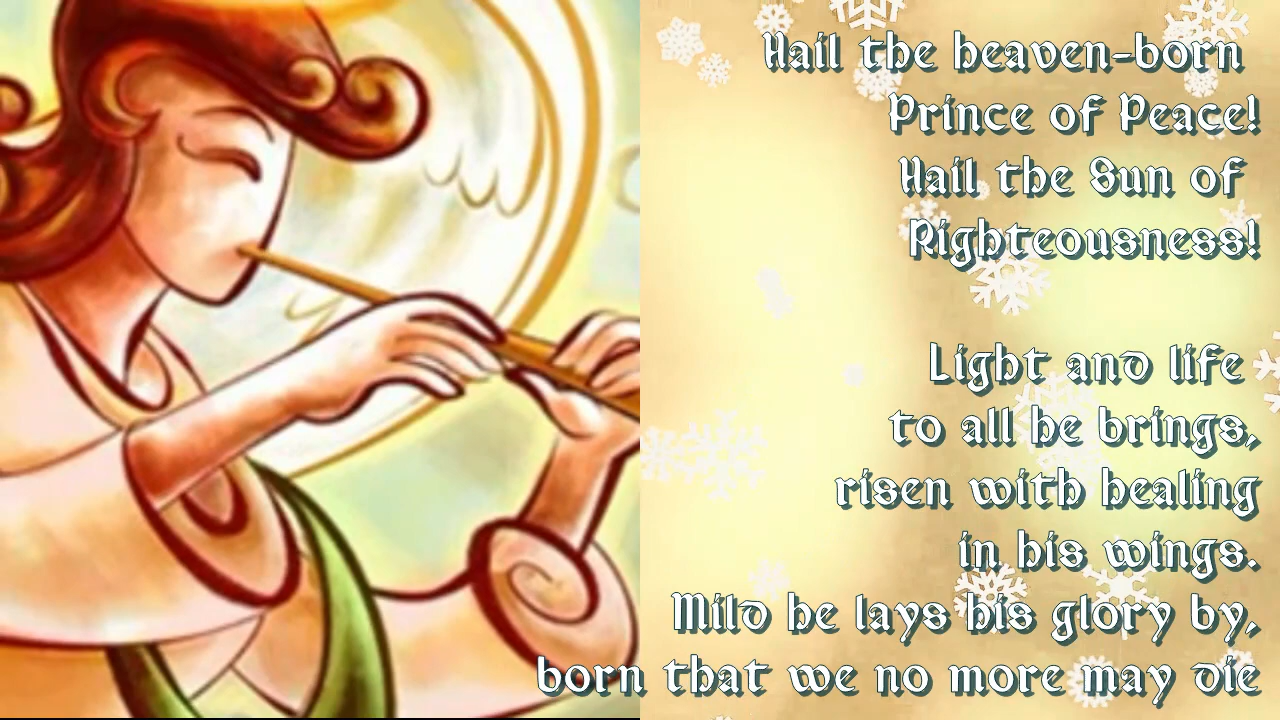 Hail the heaven-born
Prince of Peace!
Hail the Sun of
Righteousness!
Light and life
to all he brings,
risen with healing
in his wings.
Mild he lays his glory by,
born that we no more may die